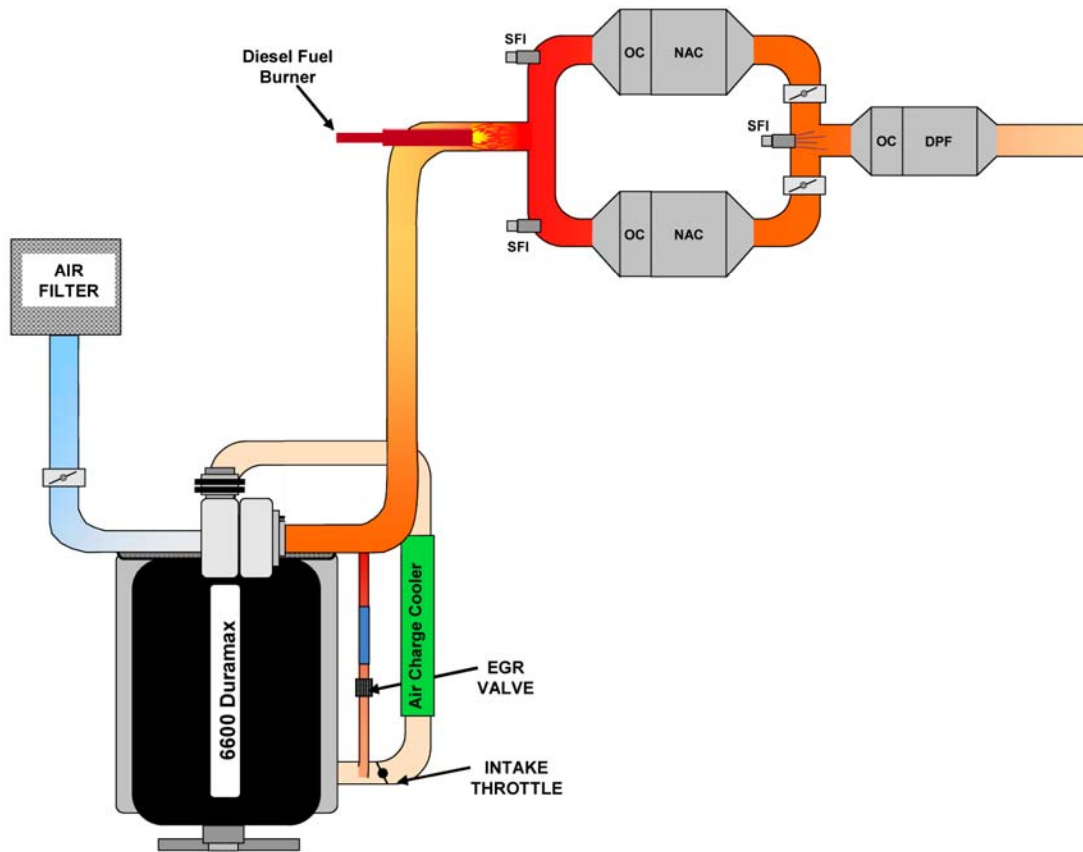 SFI
OC
NAC
Diesel Fuel
Burner
SFI
OC
DPF
SFI
OC
NAC
AIR
FILTER
6600 Duramax
Air Charge Cooler
EGR
VALVE
INTAKE
THROTTLE